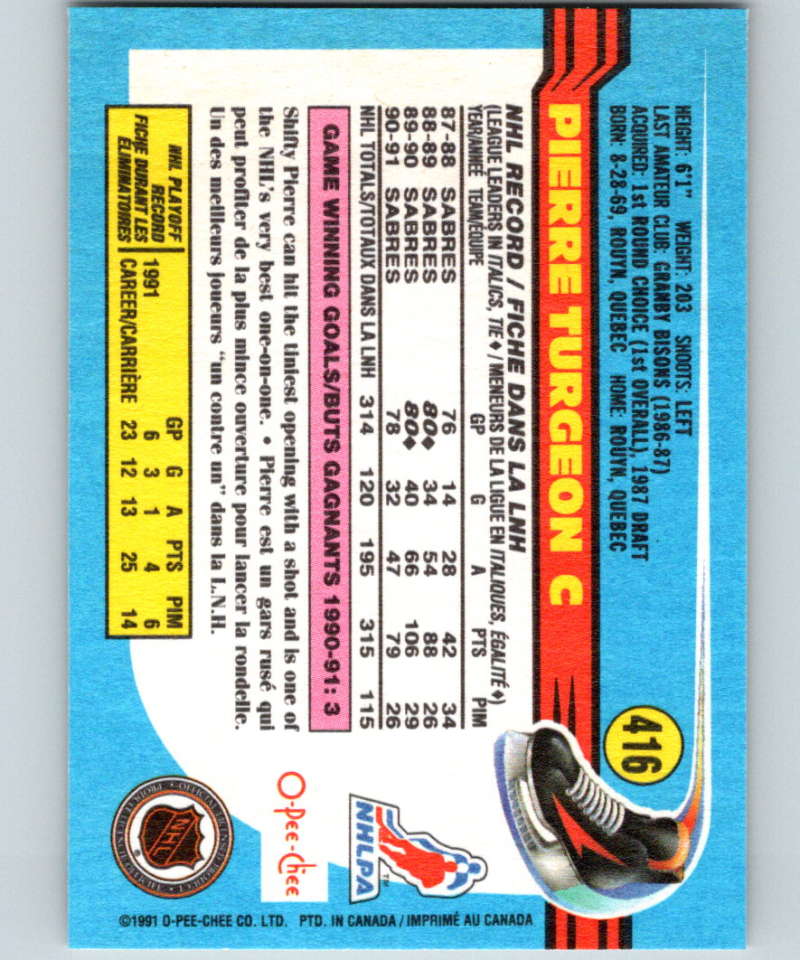 HEIGHT: 6'1" WEIGHT: 203 SHOOTS: LEFT
LAST AMATEUR CLUB: GRANBY BISONS (1986-87)
ACQUIRED: 1st ROUND CHOICE (1st OVERALL), 1987 DRAFT
BORN: 8-28-69, ROUYN, QUEBEC HOME: ROUYN, QUEBEC
416
PIERRE TURGEON C
NHL RECORD / FICHE DANS LA LNH
(LEAGUE LEADERS IN ITALICS, TIE ♦ / MENEURS DE LA LIGUE EN ITALIQUES, ÉGALITÉ ♦)
YEAR/ANNÉE TEAM/ÉQUIPE GP G A PTS PIM
87-88 SABRES 76 14 28 42 34
88-89 SABRES 80♦ 34 54 88 26
89-90 SABRES 80♦ 40 66 106 29
90-91 SABRES 78 32 47 79 26
NHL TOTALS/TOTAUX DANS LA LNH 314 120 195 315 115
GAME WINNING GOALS/BUTS GAGNANTS 1990-91: 3
Shifty Pierre can hit the tiniest opening with a shot and is one of
the NHL's very best one-on-one. • Pierre est un gars rusé qui
peut profiter de la plus mince ouverture pour lancer la rondelle.
Un des meilleurs joueurs "un contre un" dans la L.N.H.
NHL PLAYOFF
RECORD
FICHE DURANT LES
ÉLIMINATOIRES
GP G A PTS PIM
1991 6 3 1 4 6
CAREER/CARRIÈRE 23 12 13 25 14
NHLPA
TM
O-Pee-Chee
NHL
OFFICIAL LICENSED PRODUCT
©1991 O-PEE-CHEE CO. LTD. PTD. IN CANADA / IMPRIMÉ AU CANADA